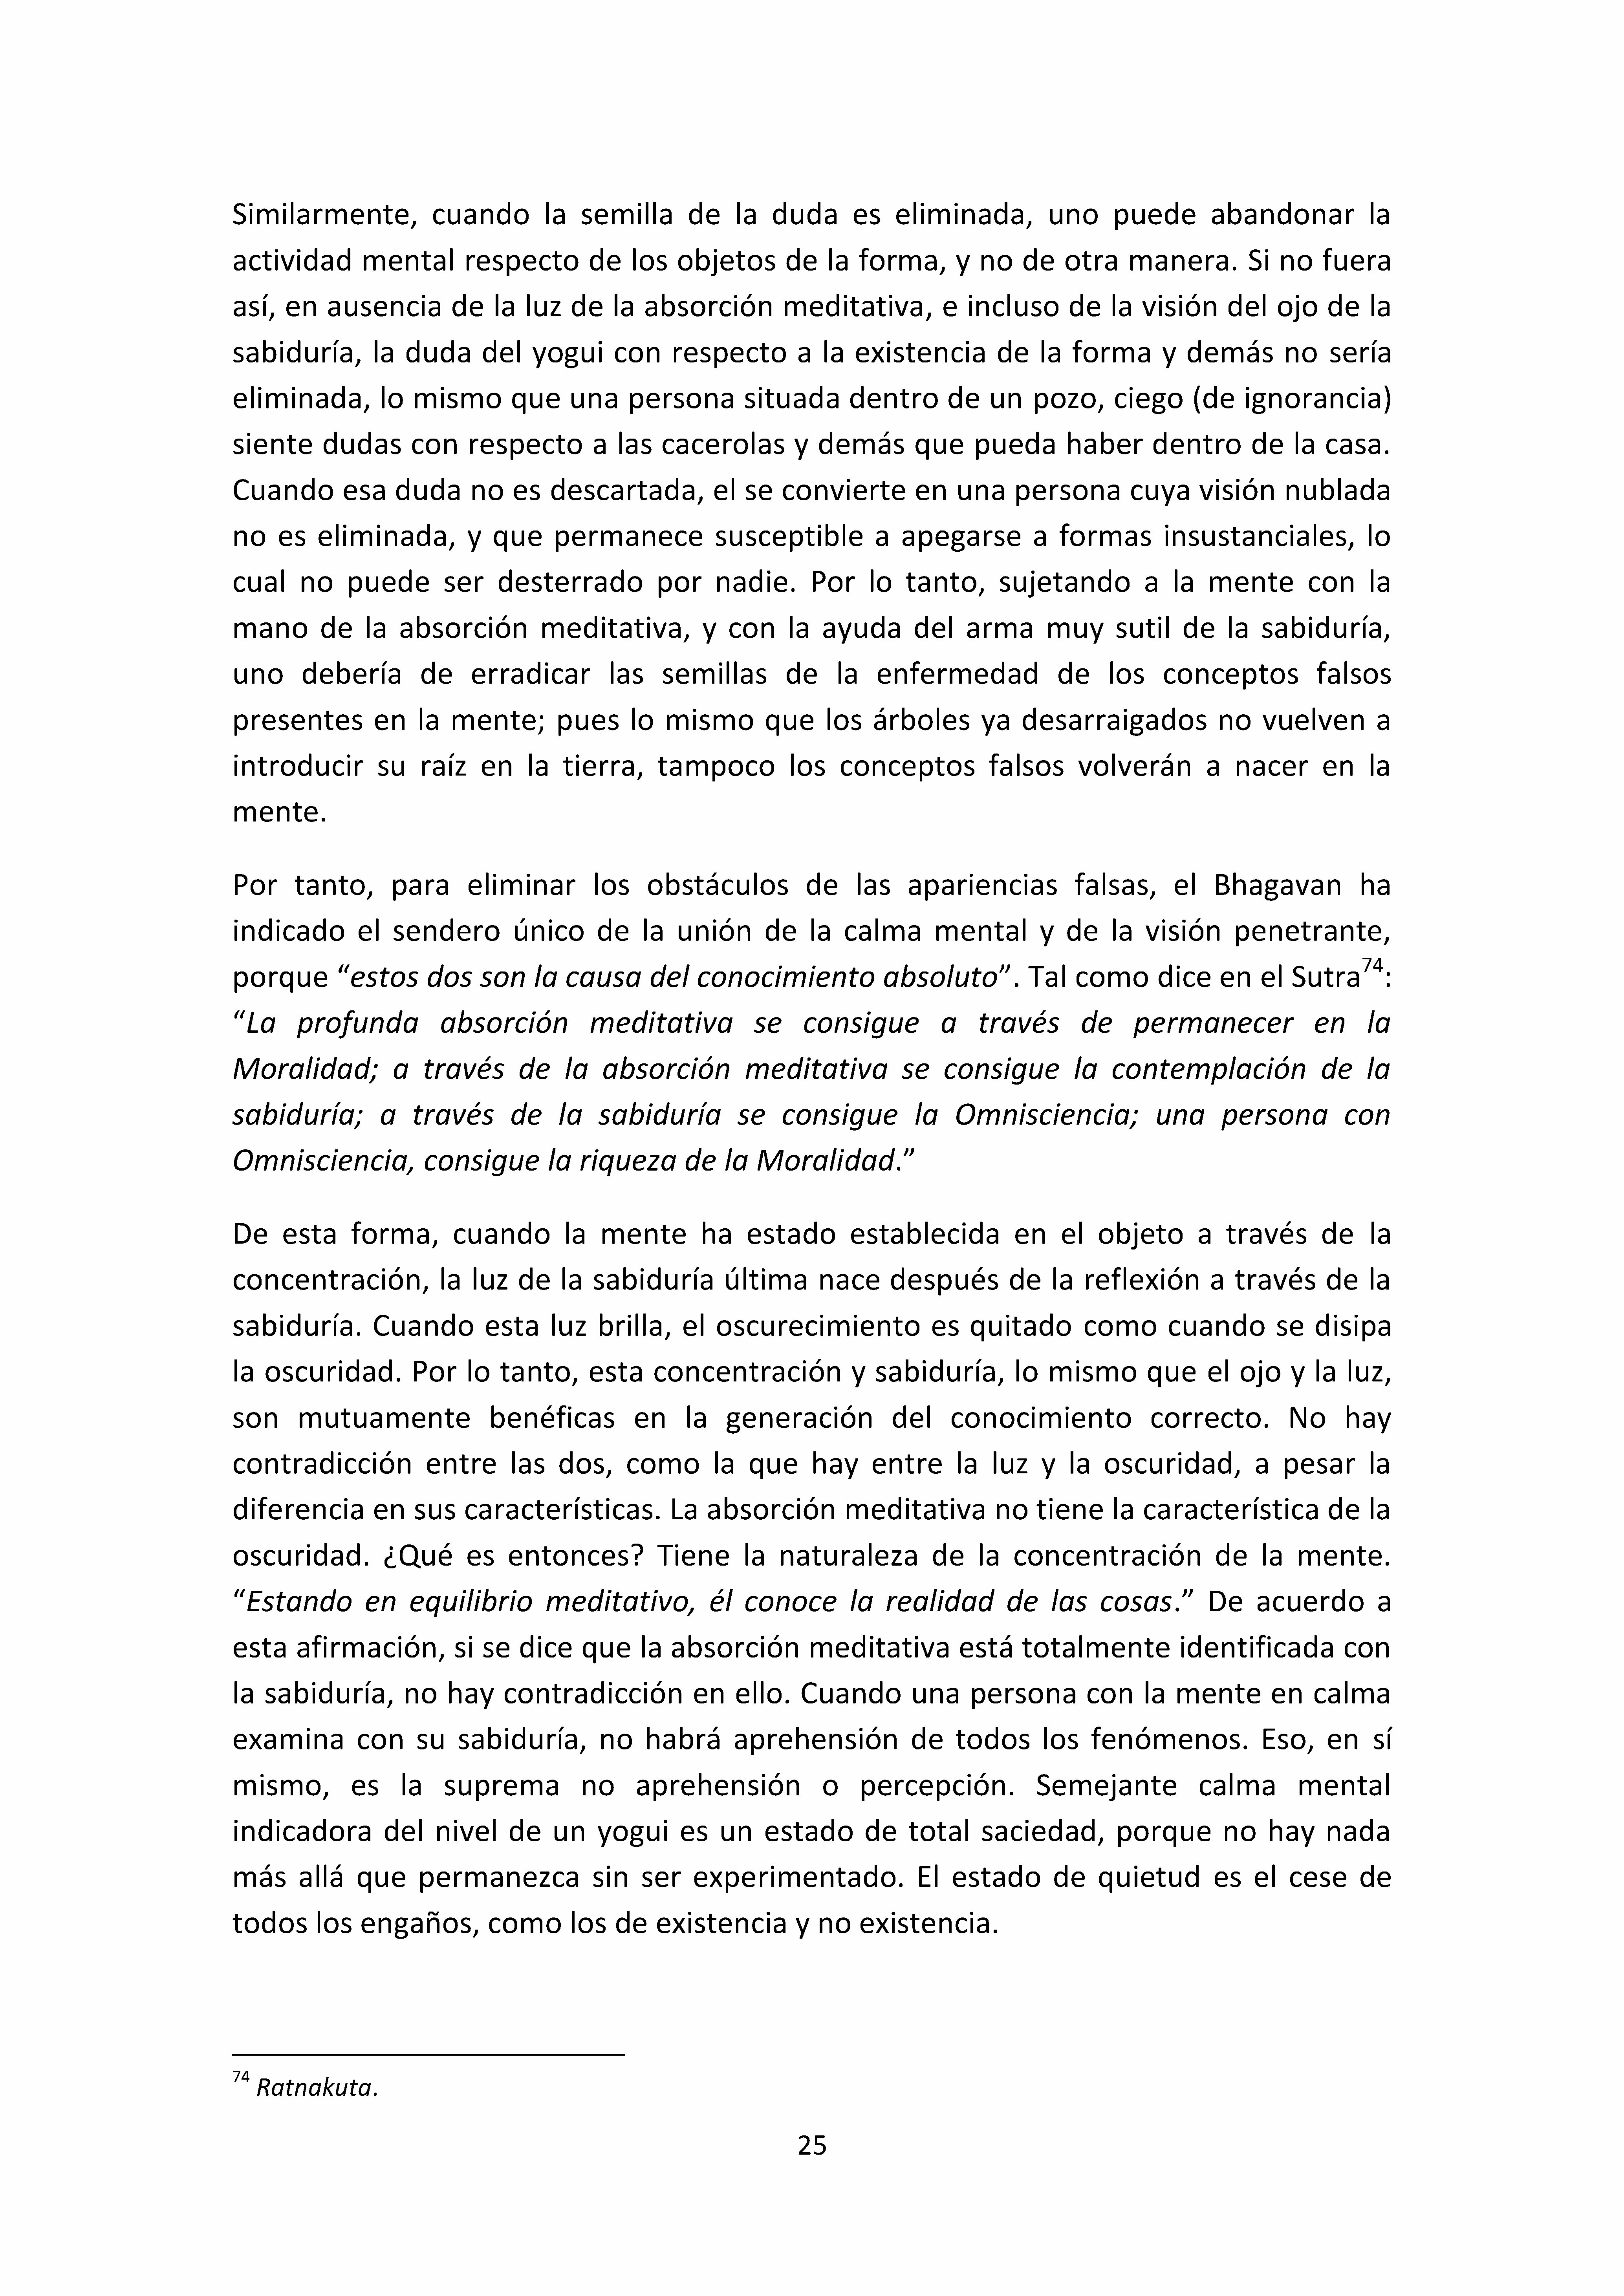 Similarmente, cuando la semilla de la duda es eliminada, uno puede abandonar la
actividad mental respecto de los objetos de la forma, y no de otra manera. Si no fuera
así, en ausencia de la luz de la absorción meditativa, e incluso de la visión del ojo de la
sabiduría, la duda del yogui con respecto a la existencia de la forma y demás no sería
eliminada, lo mismo que una persona situada dentro de un pozo, ciego (de ignorancia)
siente dudas con respecto a las cacerolas y demás que pueda haber dentro de la casa.
Cuando esa duda no es descartada, el se convierte en una persona cuya visión nublada
no es eliminada, y que permanece susceptible a apegarse a formas insustanciales, lo
cual no puede ser desterrado por nadie. Por lo tanto, sujetando a la mente con la
mano de la absorción meditativa, y con la ayuda del arma muy sutil de la sabiduría,
uno debería de erradicar las semillas de la enfermedad de los conceptos falsos
presentes en la mente; pues lo mismo que los árboles ya desarraigados no vuelven a
introducir su raíz en la tierra, tampoco los conceptos falsos volverán a nacer en la
mente.
Por tanto, para eliminar los obstáculos de las apariencias falsas, el Bhagavan ha
indicado el sendero único de la unión de la calma mental y de la visión penetrante,
porque “estos dos son la causa del conocimiento absoluto”. Tal como dice en el Sutra74:
“La profunda absorción meditativa se consigue a través de permanecer en la
Moralidad; a través de la absorción meditativa se consigue la contemplación de la
sabiduría; a través de la sabiduría se consigue la Omnisciencia; una persona con
Omnisciencia, consigue la riqueza de la Moralidad.”
De esta forma, cuando la mente ha estado establecida en el objeto a través de la
concentración, la luz de la sabiduría última nace después de la reflexión a través de la
sabiduría. Cuando esta luz brilla, el oscurecimiento es quitado como cuando se disipa
la oscuridad. Por lo tanto, esta concentración y sabiduría, lo mismo que el ojo y la luz,
son mutuamente benéficas en la generación del conocimiento correcto. No hay
contradicción entre las dos, como la que hay entre la luz y la oscuridad, a pesar la
diferencia en sus características. La absorción meditativa no tiene la característica de la
oscuridad. ¿Qué es entonces? Tiene la naturaleza de la concentración de la mente.
“Estando en equilibrio meditativo, él conoce la realidad de las cosas.” De acuerdo a
esta afirmación, si se dice que la absorción meditativa está totalmente identificada con
la sabiduría, no hay contradicción en ello. Cuando una persona con la mente en calma
examina con su sabiduría, no habrá aprehensión de todos los fenómenos. Eso, en sí
mismo, es la suprema no aprehensión o percepción. Semejante calma mental
indicadora del nivel de un yogui es un estado de total saciedad, porque no hay nada
más allá que permanezca sin ser experimentado. El estado de quietud es el cese de
todos los engaños, como los de existencia y no existencia.
74 Ratnakuta.
25